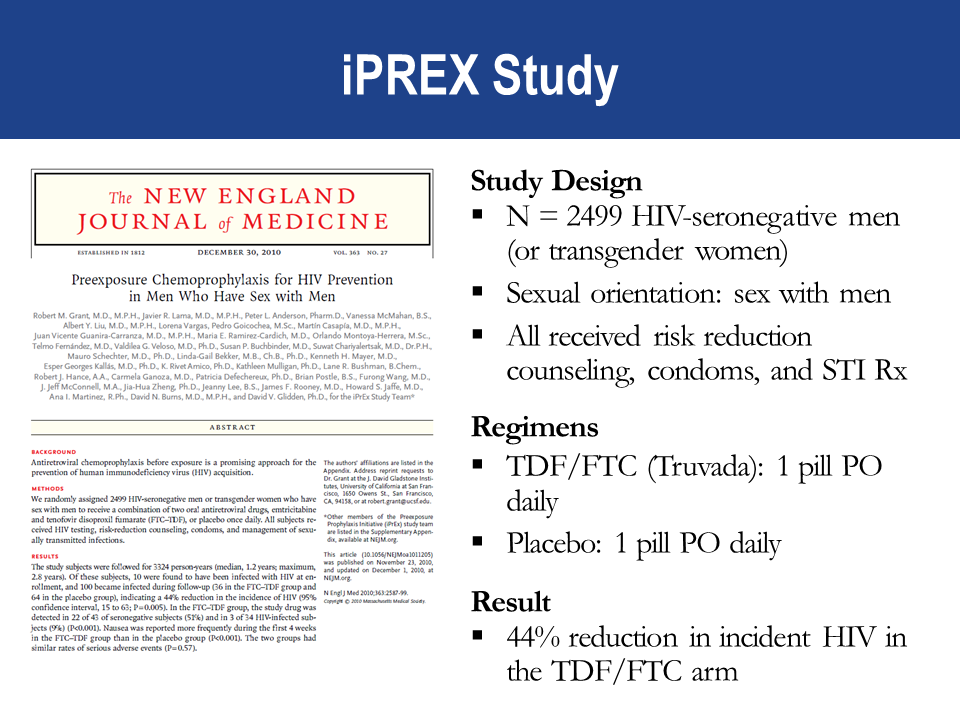 iPREX Study
The NEW ENGLAND
JOURNAL of MEDICINE
ESTABLISHED IN 1812 DECEMBER 30, 2010 VOL. 363 NO. 27
Preexposure Chemoprophylaxis for HIV Prevention
in Men Who Have Sex with Men
Robert M. Grant, M.D., M.P.H., Javier R. Lama, M.D., M.P.H., Peter L. Anderson, Pharm.D., Vanessa McMahan, B.S.,
Albert Y. Liu, M.D., M.P.H., Lorena Vargas, Pedro Goicochea, M.Sc., Martín Casapía, M.D., M.P.H.,
Juan Vicente Guanira-Carranza, M.D., M.P.H., Maria E. Ramirez-Cardich, M.D., Orlando Montoya-Herrera, M.Sc.,
Telmo Fernández, M.D., Valdilea G. Veloso, M.D., Ph.D., Susan P. Buchbinder, M.D., Suwat Chariyalertsak, M.D., Dr.P.H.,
Mauro Schechter, M.D., Ph.D., Linda-Gail Bekker, M.B., Ch.B., Ph.D., Kenneth H. Mayer, M.D.,
Esper Georges Kallás, M.D., Ph.D., K. Rivet Amico, Ph.D., Kathleen Mulligan, Ph.D., Lane R. Bushman, B.Chem.,
Robert J. Hance, A.A., Carmela Ganoza, M.D., Patricia Defechereux, Ph.D., Brian Postle, B.S., Furong Wang, M.D.,
J. Jeff McConnell, M.A., Jia-Hua Zheng, Ph.D., Jeanny Lee, B.S., James F. Rooney, M.D., Howard S. Jaffe, M.D.,
Ana I. Martinez, R.Ph., David N. Burns, M.D., M.P.H., and David V. Glidden, Ph.D., for the iPrEx Study Team*
ABSTRACT
BACKGROUND
Antiretroviral chemoprophylaxis before exposure is a promising approach for the
prevention of human immunodeficiency virus (HIV) acquisition.
METHODS
We randomly assigned 2499 HIV-seronegative men or transgender women who have
sex with men to receive a combination of two oral antiretroviral drugs, emtricitabine
and tenofovir disoproxil fumarate (FTC–TDF), or placebo once daily. All subjects re-
ceived HIV testing, risk-reduction counseling, condoms, and management of sexu-
ally transmitted infections.
RESULTS
The study subjects were followed for 3324 person-years (median, 1.2 years; maximum,
2.8 years). Of these subjects, 10 were found to have been infected with HIV at en-
rollment, and 100 became infected during follow-up (36 in the FTC–TDF group and
64 in the placebo group), indicating a 44% reduction in the incidence of HIV (95%
confidence interval, 15 to 63; P=0.005). In the FTC–TDF group, the study drug was
detected in 22 of 43 of seronegative subjects (51%) and in 3 of 34 HIV-infected sub-
jects (9%) (P<0.001). Nausea was reported more frequently during the first 4 weeks
in the FTC–TDF group than in the placebo group (P<0.001). The two groups had
similar rates of serious adverse events (P=0.57).
The authors' affiliations are listed in the
Appendix. Address reprint requests to
Dr. Grant at the J. David Gladstone Insti-
tutes, University of California at San Fran-
cisco, 1650 Owens St., San Francisco,
CA, 94158, or at robert.grant@ucsf.edu.
*Other members of the Preexposure
Prophylaxis Initiative (iPrEx) study team
are listed in the Supplementary Appen-
dix, available at NEJM.org.
This article (10.1056/NEJMoa1011205)
was published on November 23, 2010,
and updated on December 1, 2010, at
NEJM.org.
N Engl J Med 2010;363:2587-99.
Copyright © 2010 Massachusetts Medical Society.
Study Design
▪ N = 2499 HIV-seronegative men
(or transgender women)
▪ Sexual orientation: sex with men
▪ All received risk reduction
counseling, condoms, and STI Rx
Regimens
▪ TDF/FTC (Truvada): 1 pill PO
daily
▪ Placebo: 1 pill PO daily
Result
▪ 44% reduction in incident HIV in
the TDF/FTC arm